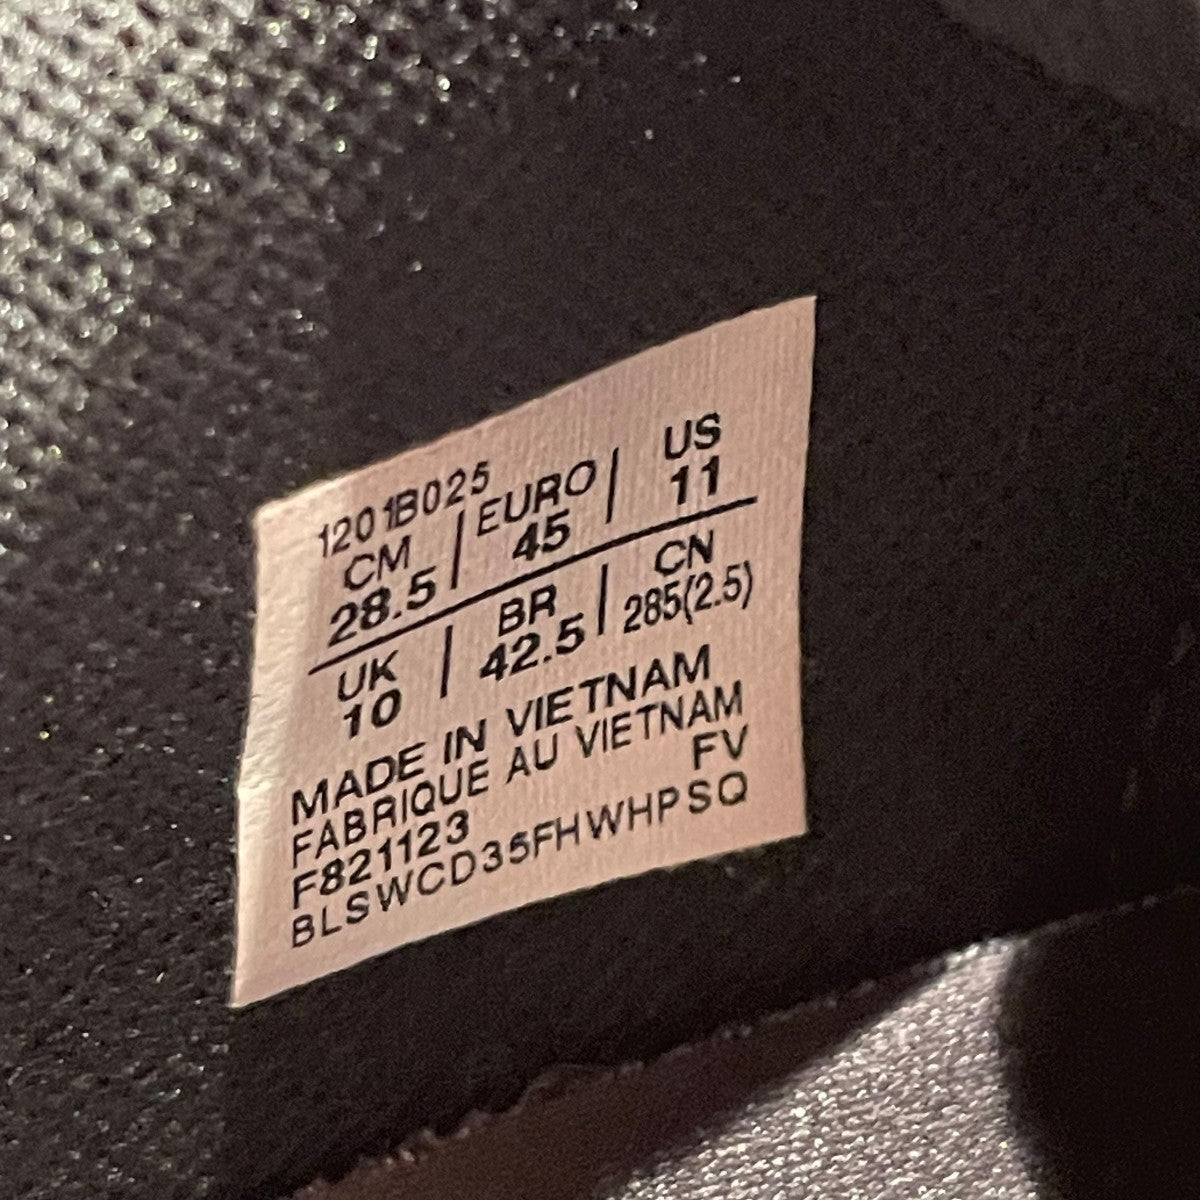 1201B025
CM | EURO | US
28.5 | 45 | 11
UK | BR | CN
10 | 42.5 | 285(2.5)
MADE IN VIETNAM
FABRIQUE AU VIETNAM
FV
F821123
BLSWCD35FHWHPSQ